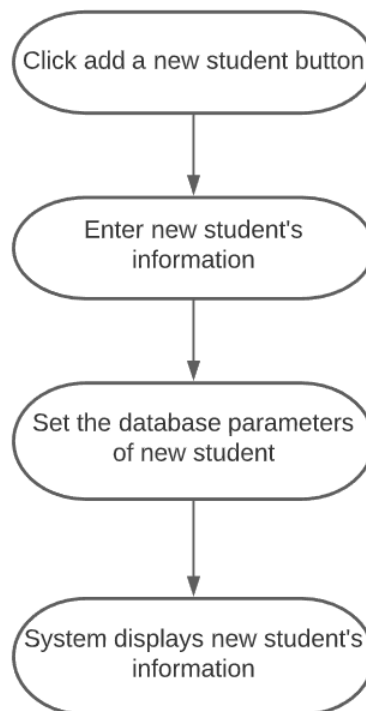 Click add a new student button
Enter new student's
information
Set the database parameters
of new student
System displays new student's
information